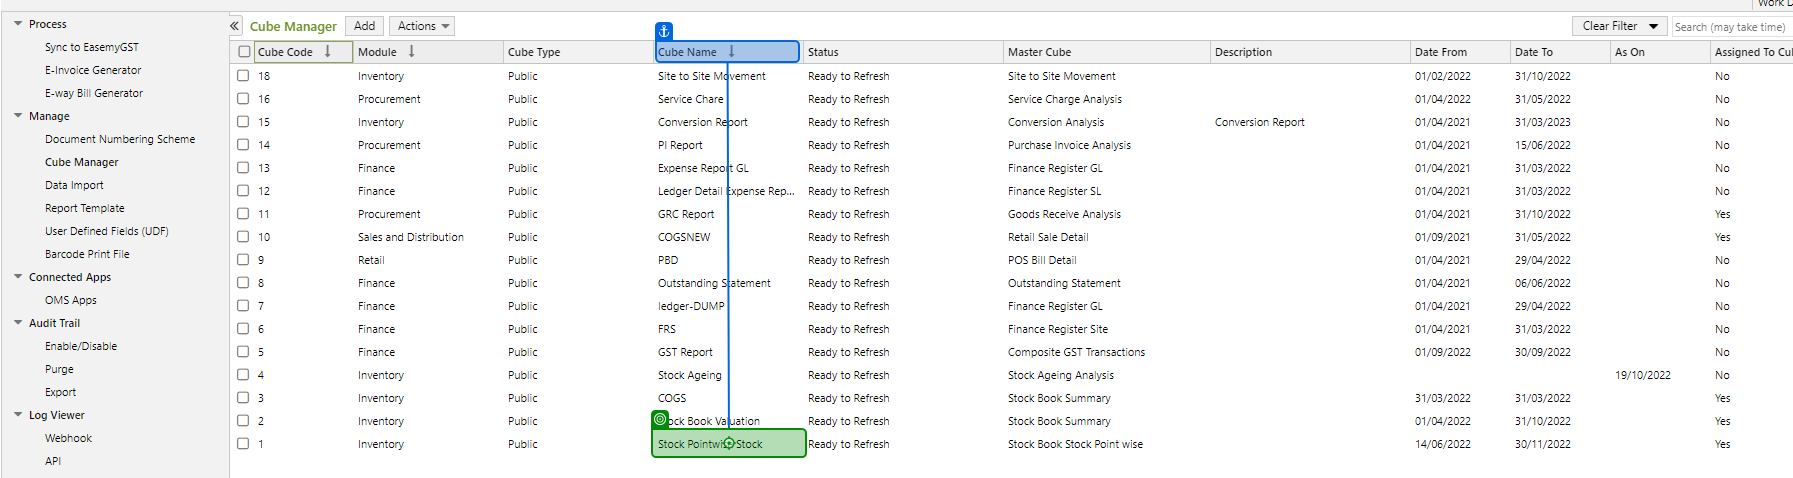 Work D
Process
Sync to EasemyGST
E-Invoice Generator
E-way Bill Generator
Manage
Document Numbering Scheme
Cube Manager
Data Import
Report Template
User Defined Fields (UDF)
Barcode Print File
Connected Apps
OMS Apps
Audit Trail
Enable/Disable
Purge
Export
Log Viewer
Webhook
API
Cube Manager Add Actions Clear Filter Search (may take time)
Cube Code Module Cube Type Cube Name Status Master Cube Description Date From Date To As On Assigned To Cu
18 Inventory Public Site to Site Movement Ready to Refresh Site to Site Movement 01/02/2022 31/10/2022 No
16 Procurement Public Service Chare Ready to Refresh Service Charge Analysis 01/04/2022 31/05/2022 No
15 Inventory Public Conversion Report Ready to Refresh Conversion Analysis Conversion Report 01/04/2021 31/03/2023 No
14 Procurement Public PI Report Ready to Refresh Purchase Invoice Analysis 01/04/2021 15/06/2022 No
13 Finance Public Expense Report GL Ready to Refresh Finance Register GL 01/04/2021 31/03/2022 No
12 Finance Public Ledger Detail Expense Rep... Ready to Refresh Finance Register SL 01/04/2021 31/03/2022 No
11 Procurement Public GRC Report Ready to Refresh Goods Receive Analysis 01/04/2021 31/10/2022 Yes
10 Sales and Distribution Public COGSNEW Ready to Refresh Retail Sale Detail 01/09/2021 31/05/2022 Yes
9 Retail Public PBD Ready to Refresh POS Bill Detail 01/04/2021 29/04/2022 No
8 Finance Public Outstanding Statement Ready to Refresh Outstanding Statement 01/04/2021 06/06/2022 No
7 Finance Public ledger-DUMP Ready to Refresh Finance Register GL 01/04/2021 29/04/2022 No
6 Finance Public FRS Ready to Refresh Finance Register Site 01/04/2021 31/03/2022 No
5 Finance Public GST Report Ready to Refresh Composite GST Transactions 01/09/2022 30/09/2022 No
4 Inventory Public Stock Ageing Ready to Refresh Stock Ageing Analysis 19/10/2022 No
3 Inventory Public COGS Ready to Refresh Stock Book Summary 31/03/2022 31/03/2022 Yes
2 Inventory Public Stock Book Valuation Ready to Refresh Stock Book Summary 01/04/2022 31/10/2022 Yes
1 Inventory Public Stock Pointwise Stock Ready to Refresh Stock Book Stock Point wise 14/06/2022 30/11/2022 Yes